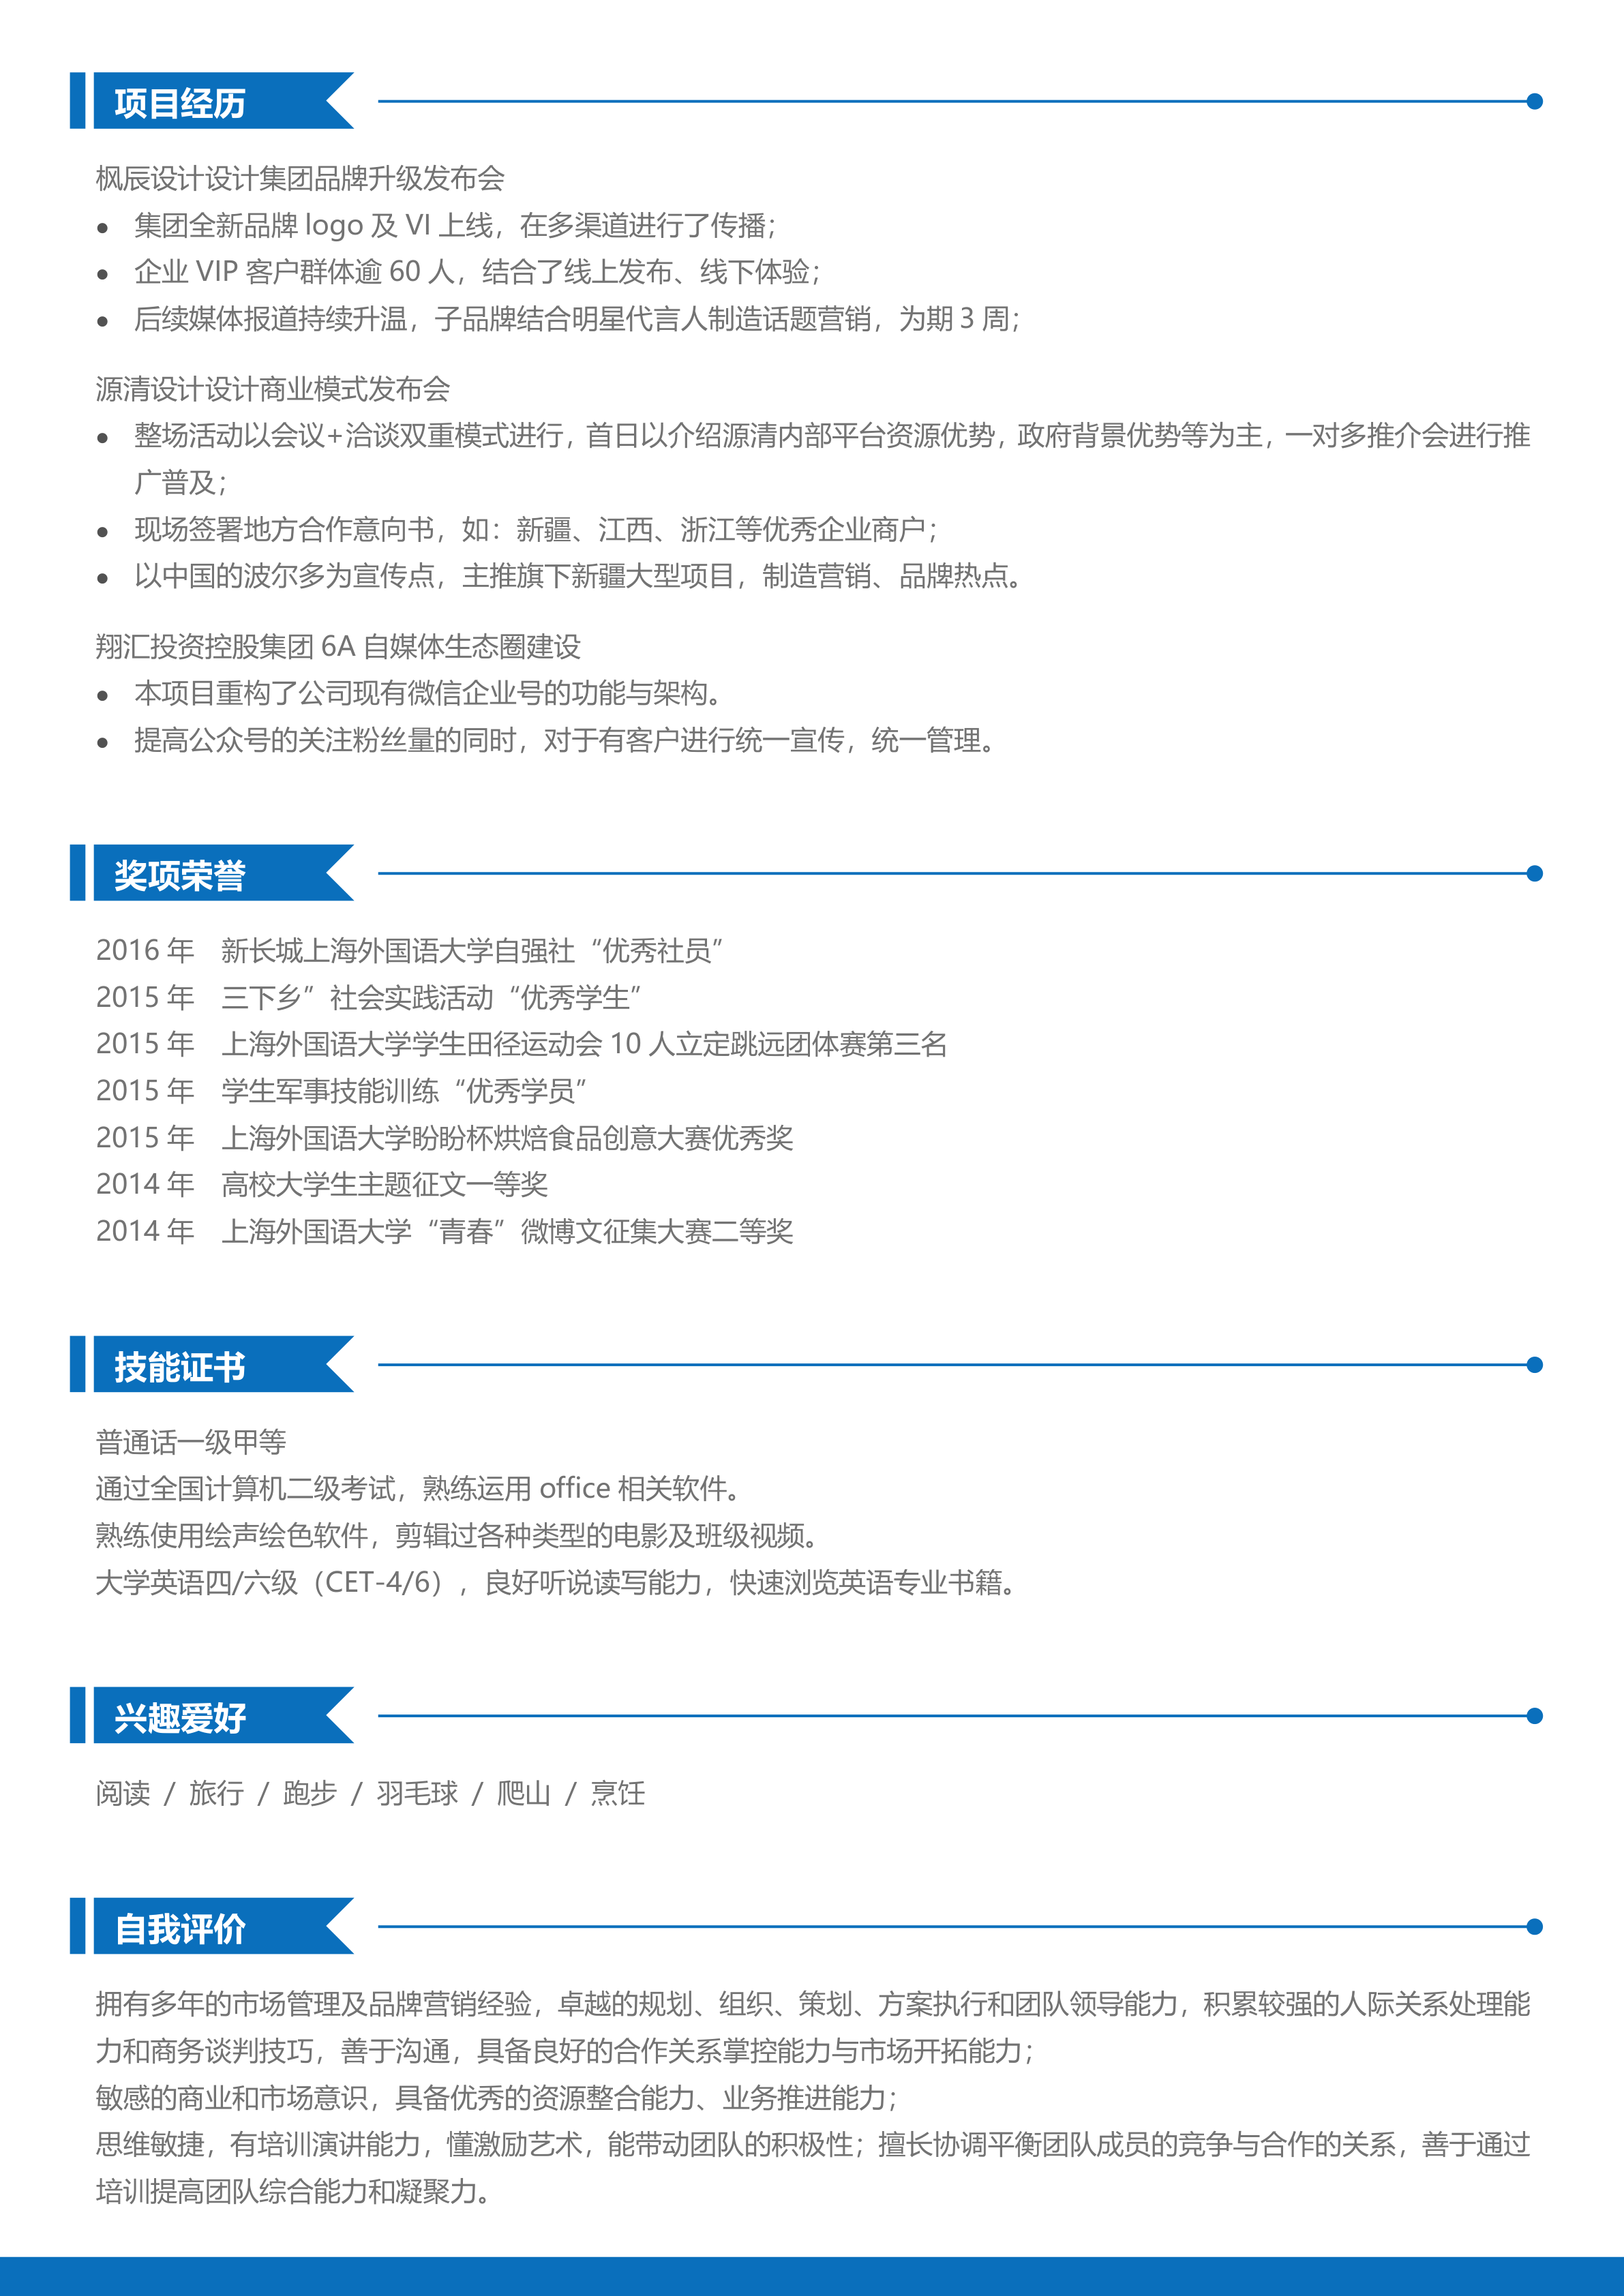 项目经历
枫辰设计设计集团品牌升级发布会
● 集团全新品牌 logo 及 VI 上线，在多渠道进行了传播；
● 企业 VIP 客户群体逾 60 人，结合了线上发布、线下体验；
● 后续媒体报道持续升温，子品牌结合明星代言人制造话题营销，为期 3 周；
源清设计设计商业模式发布会
● 整场活动以会议+洽谈双重模式进行，首日以介绍源清内部平台资源优势，政府背景优势等为主，一对多推介会进行推
广普及；
● 现场签署地方合作意向书，如：新疆、江西、浙江等优秀企业商户；
● 以中国的波尔多为宣传点，主推旗下新疆大型项目，制造营销、品牌热点。
翔汇投资控股集团 6A 自媒体生态圈建设
● 本项目重构了公司现有微信企业号的功能与架构。
● 提高公众号的关注粉丝量的同时，对于有客户进行统一宣传，统一管理。
奖项荣誉
2016 年 新长城上海外国语大学自强社“优秀社员”
2015 年 三下乡”社会实践活动“优秀学生”
2015 年 上海外国语大学学生田径运动会 10 人立定跳远团体赛第三名
2015 年 学生军事技能训练“优秀学员”
2015 年 上海外国语大学盼盼杯烘焙食品创意大赛优秀奖
2014 年 高校大学生主题征文一等奖
2014 年 上海外国语大学“青春”微博文征集大赛二等奖
技能证书
普通话一级甲等
通过全国计算机二级考试，熟练运用 office 相关软件。
熟练使用绘声绘色软件，剪辑过各种类型的电影及班级视频。
大学英语四/六级（CET-4/6），良好听说读写能力，快速浏览英语专业书籍。
兴趣爱好
阅读 / 旅行 / 跑步 / 羽毛球 / 爬山 / 烹饪
自我评价
拥有多年的市场管理及品牌营销经验，卓越的规划、组织、策划、方案执行和团队领导能力，积累较强的人际关系处理能
力和商务谈判技巧，善于沟通，具备良好的合作关系掌控能力与市场开拓能力；
敏感的商业和市场意识，具备优秀的资源整合能力、业务推进能力；
思维敏捷，有培训演讲能力，懂激励艺术，能带动团队的积极性；擅长协调平衡团队成员的竞争与合作的关系，善于通过
培训提高团队综合能力和凝聚力。